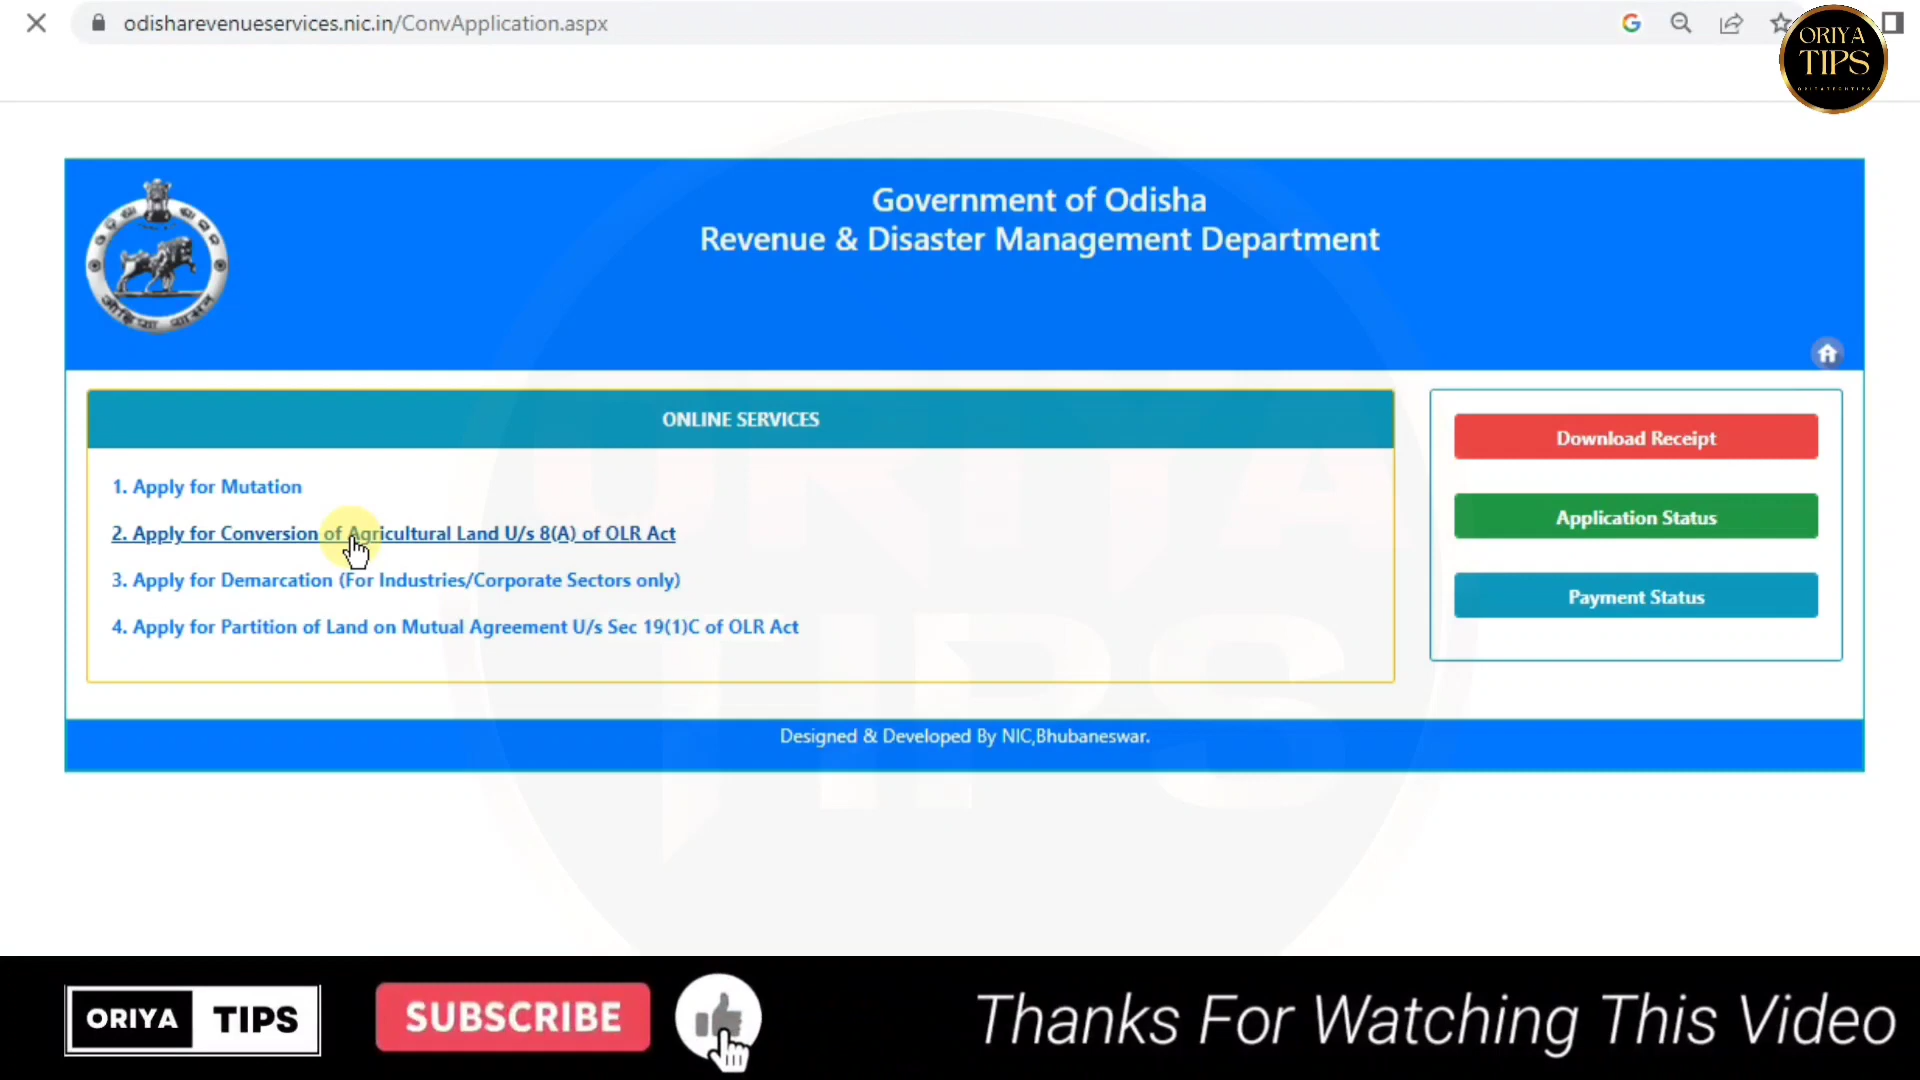 odisharevenueservices.nic.in/ConvApplication.aspx
ORIYA
TIPS
Government of Odisha
Revenue & Disaster Management Department
ONLINE SERVICES
1. Apply for Mutation
2. Apply for Conversion of Agricultural Land U/s 8(A) of OLR Act
3. Apply for Demarcation (For Industries/Corporate Sectors only)
4. Apply for Partition of Land on Mutual Agreement U/s Sec 19(1)C of OLR Act
Download Receipt
Application Status
Payment Status
ORIYA
TIPS
Designed & Developed By NIC,Bhubaneswar.
ORIYA TIPS
SUBSCRIBE
Thanks For Watching This Video